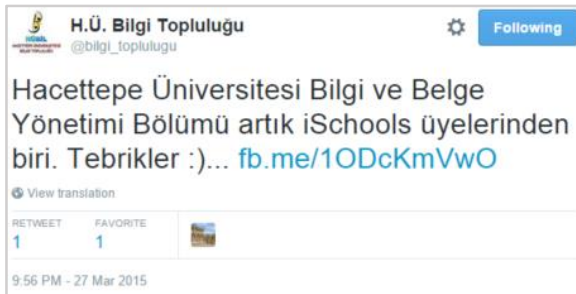 H.Ü. Bilgi Topluluğu
@bilgi_toplulugu
Following
Hacettepe Üniversitesi Bilgi ve Belge
Yönetimi Bölümü artık iSchools üyelerinden
biri. Tebrikler :)... fb.me/1ODcKmVwO
View translation
RETWEET FAVORITE
1 1
9:56 PM - 27 Mar 2015